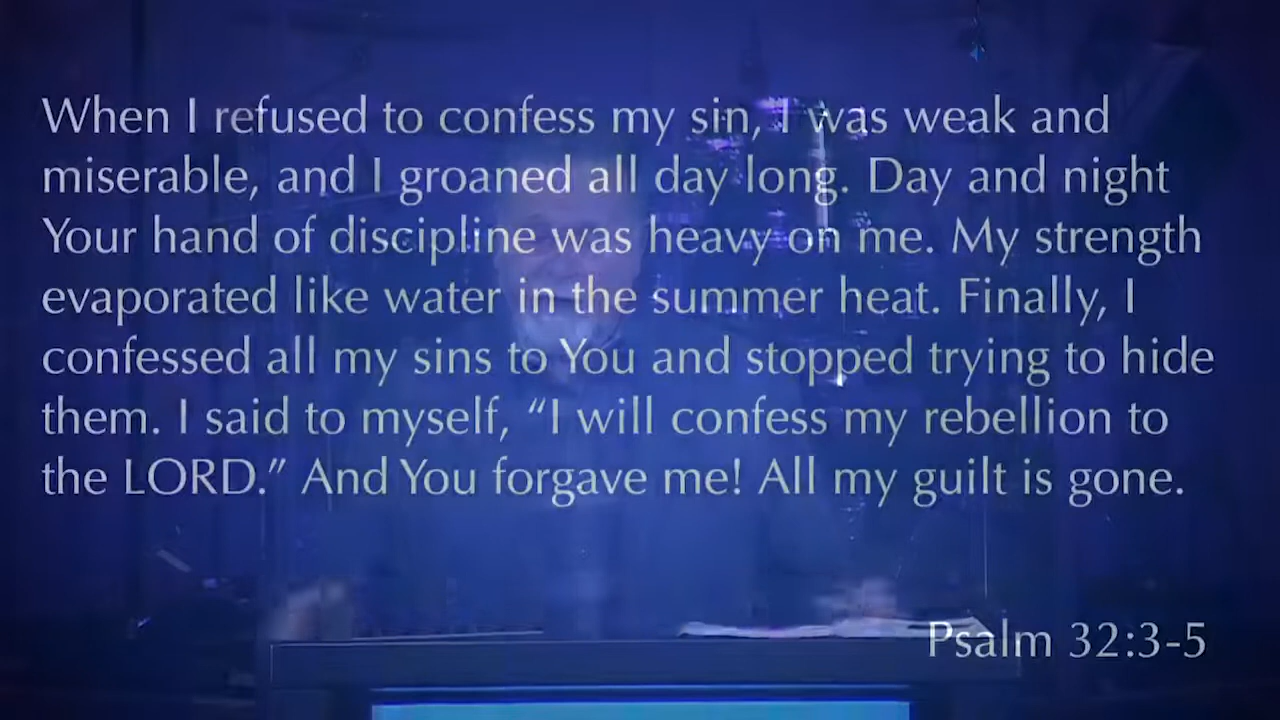 When I refused to confess my sin, I was weak and
miserable, and I groaned all day long. Day and night
Your hand of discipline was heavy on me. My strength
evaporated like water in the summer heat. Finally, I
confessed all my sins to You and stopped trying to hide
them. I said to myself, “I will confess my rebellion to
the LORD.” And You forgave me! All my guilt is gone.
Psalm 32:3-5